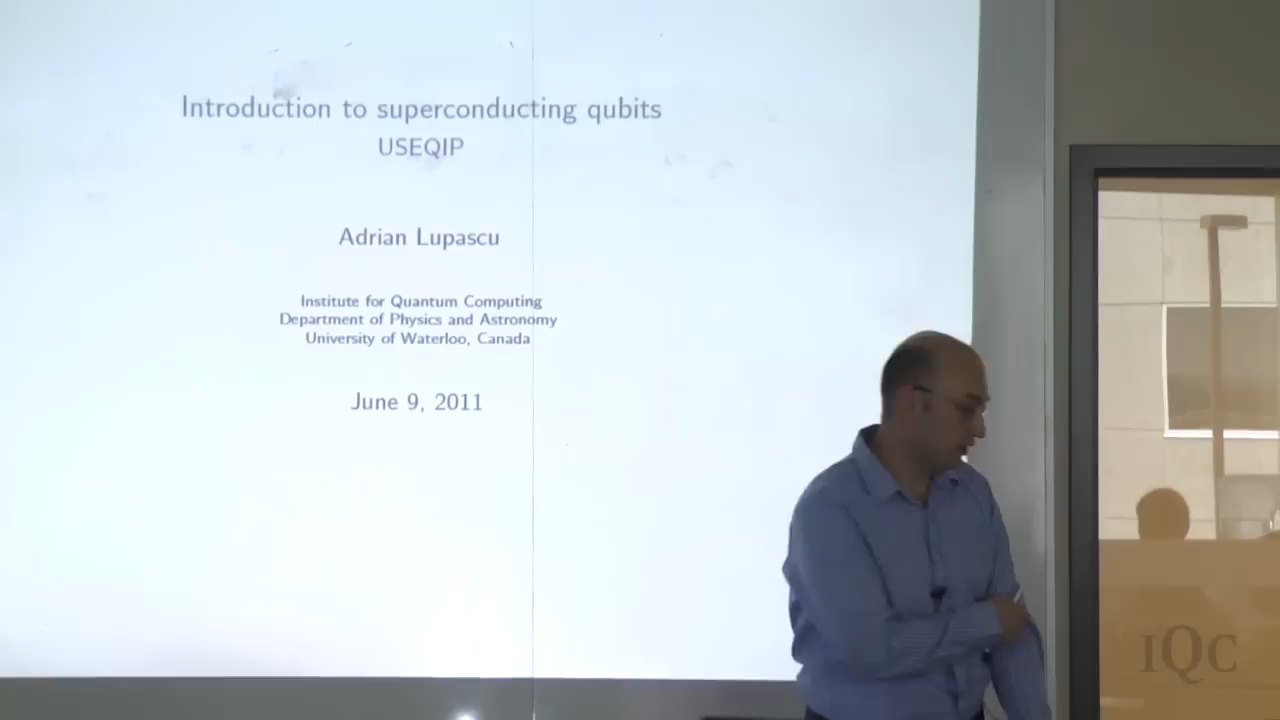 Introduction to superconducting qubits
USEQIP
Adrian Lupascu
Institute for Quantum Computing
Department of Physics and Astronomy
University of Waterloo, Canada
June 9, 2011
IQC